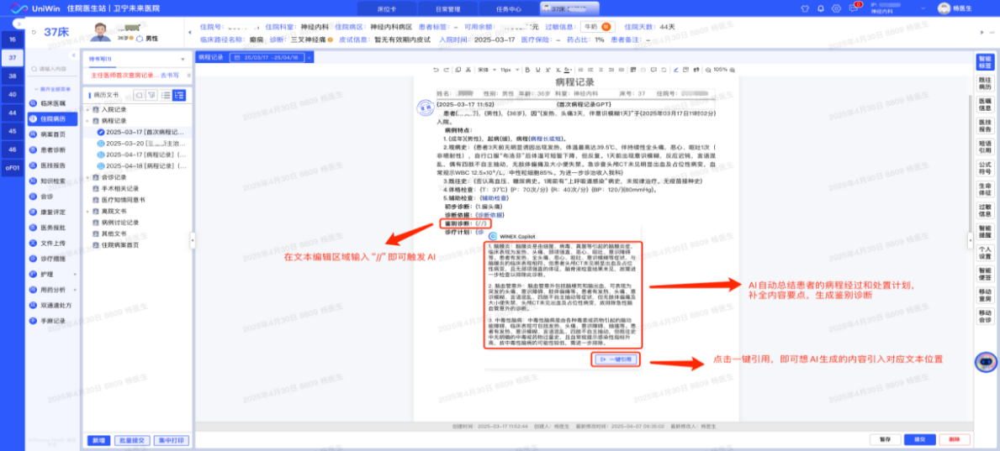 UniWin 住院医生站 | 卫宁未来医院
床位卡
日常管理
任务中心
37床
神经内科
杨医生
16
37
38
40
44
45
46
oF01
37床
36岁 男性
住院号:
住院科室: 神经内科
住院病区: 神经内科病区
患者标签: -
可用余额:
元
过敏信息: 牛奶
住院天数: 44天
临床路径名称: 癫痫
诊断: 三叉神经痛
皮试信息: 暂无有效期内皮试
入院时间: 2025-03-17
医疗保险: -
药占比: 1%
患者备注: -
请输入内容
展开全部菜单
临床医嘱
住院病历
病案首页
患者诊断
医技报告
知识检索
会诊
康复评定
医务报批
文件上传
诊疗措施
护理
用药分析
双通道处方
手麻记录
待书写(1)
主任医师首次查房记录... 去书写
病历文书
入院记录
病程记录
2025-03-17 [首次病程记...
2025-03-20
主治...
2025-04-17 [病程记录] (...
2025-04-18 [病程记录] (...
会诊记录
手术相关记录
医疗知情同意书
离院文书
病例讨论记录
其他文书
住院病案首页
新增
批量提交
集中打印
病程记录
25/03/17 -25/04/18
宋体
11px
105%
病程记录
姓名:
性别: 男性
年龄: 36岁
科室: 神经内科
床号: 37
住院号:
(2025-03-17 11:52)
(首次病程记录GPT)
患者(
), (男性), (36岁), 因“(发热、头痛3天, 伴意识模糊1天)”于(2025年03月17日11时02分)
入院。
病例特点:
1. (成年)(男性), 起病(缓), 病程(病程长或短)。
2.现病史: (患者3天前无明显诱因出现发热, 体温最高达39.5℃, 伴持续性全头痛, 恶心, 呕吐1次（
非喷射性）, 自行口服“布洛芬”后体温可短暂下降, 但反复。1天前出现意识模糊, 反应迟钝, 言语混
乱, 偶有四肢不自主抽动, 无肢体偏瘫及大小便失禁。急诊查头颅CT未见明显出血及占位性病变, 血
常规示WBC 12.5×10⁹/L, 中性粒细胞85%。为进一步诊治收入我科)
3.既往史: (否认高血压、糖尿病史。1周前有“上呼吸道感染”病史, 未规律治疗。无疫苗接种史)
4.体格检查: (T: 37℃) (P: 70次/分) (R: 40次/分) (BP: 120/)(80mmHg)。
5.辅助检查: (辅助检查)
初步诊断: (1.偏头痛)
诊断依据: (诊断依据)
鉴别诊断: (//)
诊疗计划: (诊
WiNEX Copilot
1. 脑膜炎: 脑膜炎是由细菌、病毒、真菌等引起的脑膜炎症,
临床表现为发热、头痛、颈项强直、恶心、呕吐、意识障碍
等。患者有发热、全头痛、恶心、呕吐、意识模糊等症状, 与
脑膜炎的临床表现相符。但患者头颅CT未见明显出血及占位
性病变, 且无颈项强直的体征, 脑脊液检查结果未见, 故需进
一步检查以排除此诊断。
2. 脑血管意外: 脑血管意外包括脑梗死和脑出血, 可表现为
突发的头痛、意识障碍、肢体偏瘫等。患者有发热、头痛、意
识模糊、言语混乱、四肢不自主抽动等症状, 但无肢体偏瘫及
大小便失禁, 头颅CT未见出血及占位性病变, 故排除急性脑
血管意外的诊断。
3. 中毒性脑病: 中毒性脑病是由各种毒素或药物引起的脑功
能障碍, 临床表现可包括发热、头痛、意识障碍、抽搐等。患
者有发热、意识模糊、言语混乱、四肢不自主抽动, 但既往史
中无明确的中毒或药物过量史, 且血常规提示感染性指标升
高, 故中毒性脑病的可能性较低, 需进一步排除。
一键引用
在文本编辑区域输入 “//” 即可触发 AI
AI自动总结患者的病程经过和处置计划，
补全内容要点，生成鉴别诊断
点击一键引用，即可想AI生成的内容引入对应文本位置
创建时间: 2025-03-17 11:52:44 创建人: 杨医生 最新修改时间: 2025-04-07 09:35:02 最新修改人: 杨医生
暂存
提交
删除
智能标签
既往病历
医嘱信息
医技报告
短语引用
公式符号
生命体征
过敏信息
智能提醒
个人设置
智能便签
移动查房
移动会诊
2025年4月30日 8609 杨医生